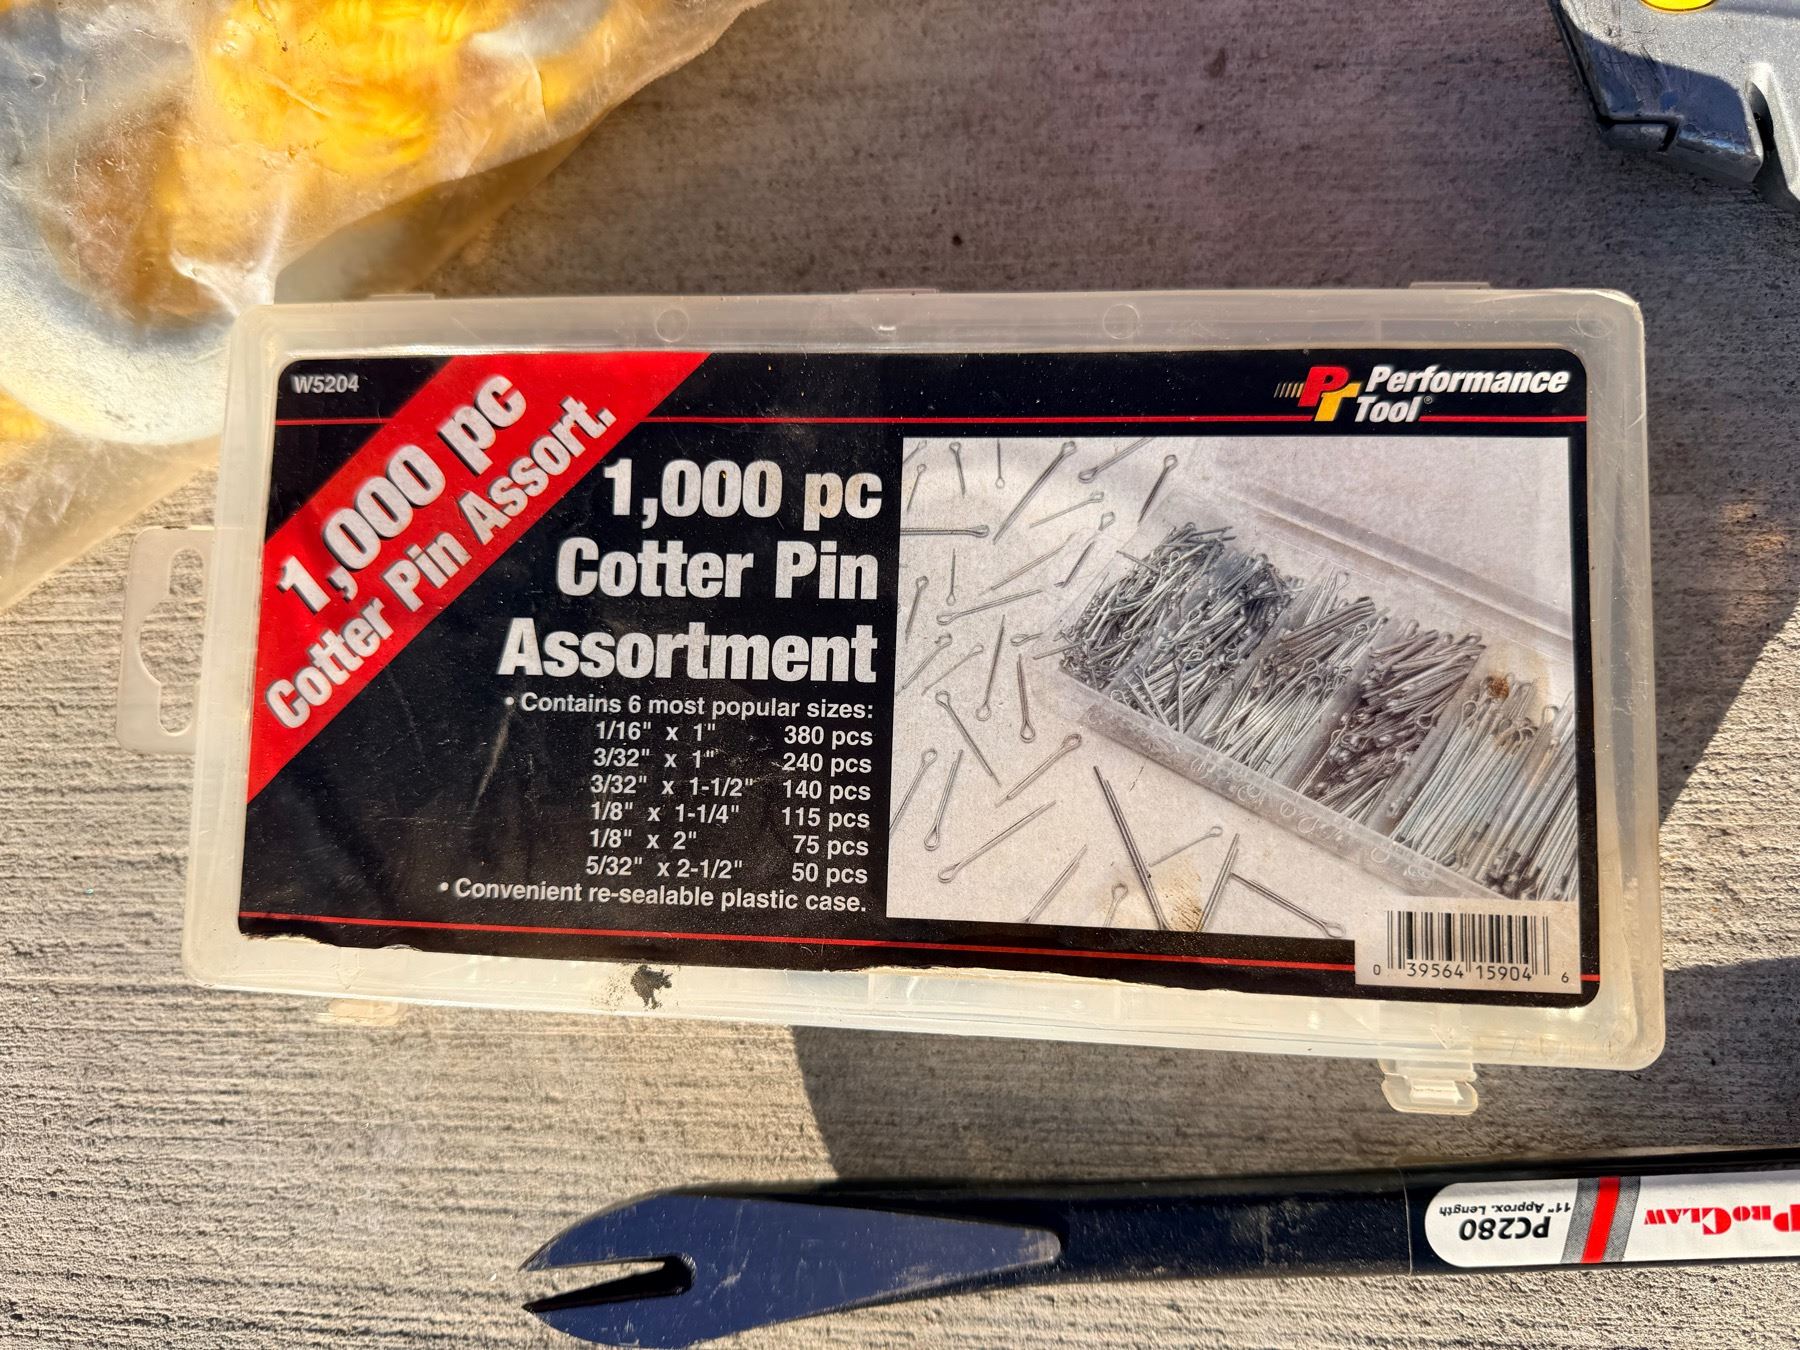 W5204
1,000 pc
Cotter Pin Assort.
PT Performance
Tool®
1,000 pc
Cotter Pin
Assortment
• Contains 6 most popular sizes:
1/16" x 1" 380 pcs
3/32" x 1" 240 pcs
3/32" x 1-1/2" 140 pcs
1/8" x 1-1/4" 115 pcs
1/8" x 2" 75 pcs
5/32" x 2-1/2" 50 pcs
• Convenient re-sealable plastic case.
0 39564 15904 6
PROCLAW
PC280
11" Approx. Length